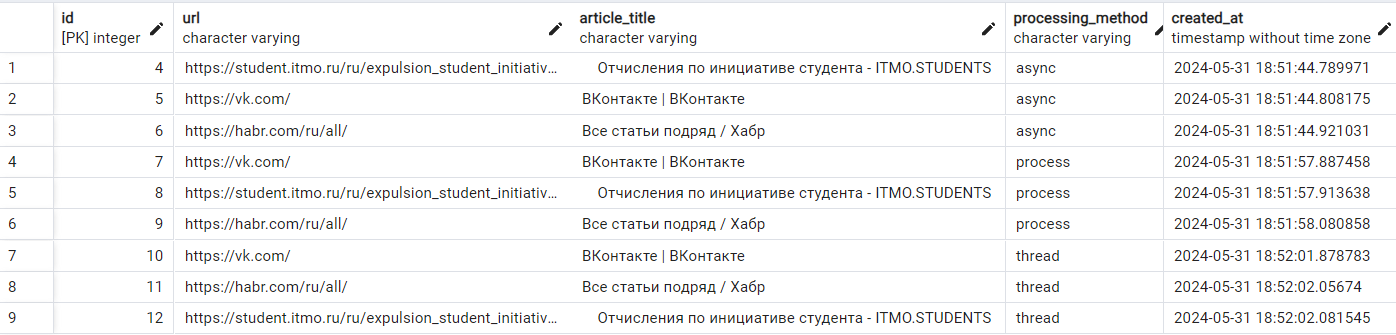 id url article_title processing_method created_at
[PK] integer character varying character varying character varying timestamp without time zone
1 4 https://student.itmo.ru/ru/expulsion_student_initiativ... Отчисления по инициативе студента - ITMO.STUDENTS async 2024-05-31 18:51:44.789971
2 5 https://vk.com/ ВКонтакте | ВКонтакте async 2024-05-31 18:51:44.808175
3 6 https://habr.com/ru/all/ Все статьи подряд / Хабр async 2024-05-31 18:51:44.921031
4 7 https://vk.com/ ВКонтакте | ВКонтакте process 2024-05-31 18:51:57.887458
5 8 https://student.itmo.ru/ru/expulsion_student_initiativ... Отчисления по инициативе студента - ITMO.STUDENTS process 2024-05-31 18:51:57.913638
6 9 https://habr.com/ru/all/ Все статьи подряд / Хабр process 2024-05-31 18:51:58.080858
7 10 https://vk.com/ ВКонтакте | ВКонтакте thread 2024-05-31 18:52:01.878783
8 11 https://habr.com/ru/all/ Все статьи подряд / Хабр thread 2024-05-31 18:52:02.05674
9 12 https://student.itmo.ru/ru/expulsion_student_initiativ... Отчисления по инициативе студента - ITMO.STUDENTS thread 2024-05-31 18:52:02.081545